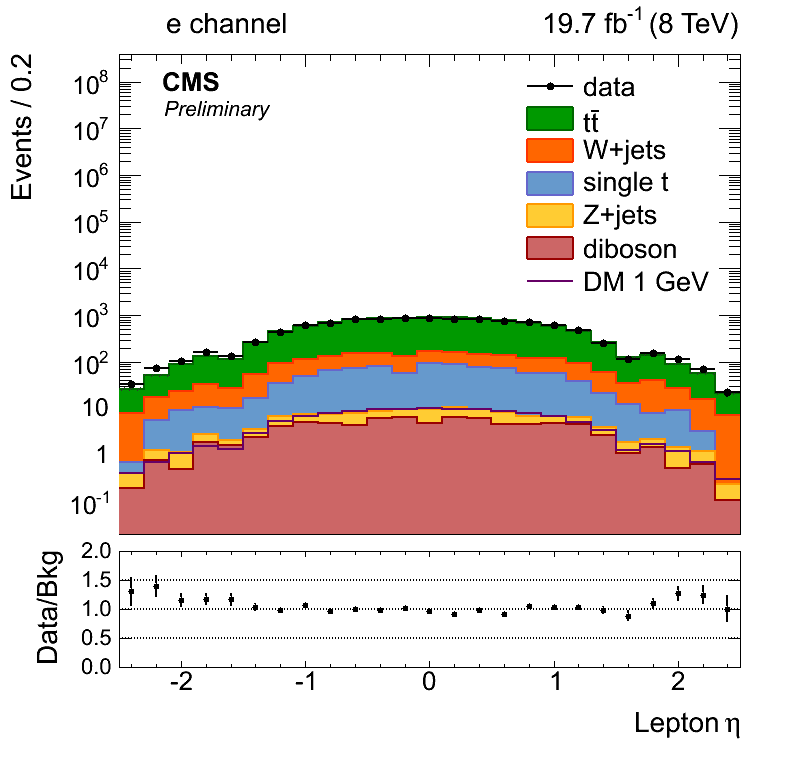 e channel 19.7 fb⁻¹ (8 TeV)
CMS
Preliminary
Events / 0.2
10⁸
10⁷
10⁶
10⁵
10⁴
10³
10²
10
1
10⁻¹
data
tt̄
W+jets
single t
Z+jets
diboson
DM 1 GeV
Data/Bkg
2.0
1.5
1.0
0.5
0.0
-2 -1 0 1 2
Lepton η